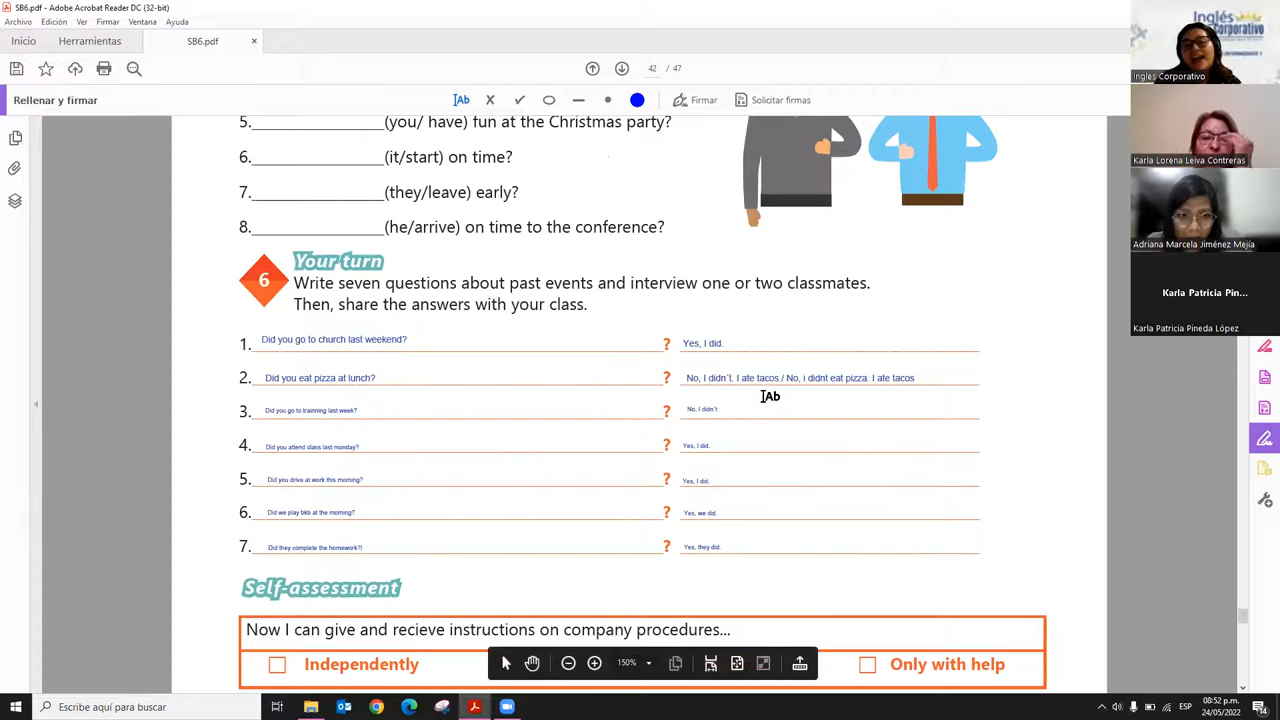 SB6.pdf - Adobe Acrobat Reader DC (32-bit)
Archivo Edición Ver Firmar Ventana Ayuda
Inicio Herramientas SB6.pdf ×
42 / 47
Rellenar y firmar
Ab
Firmar
Solicitar firmas
5.________________(you/ have) fun at the Christmas party?
6.________________(it/start) on time?
7.________________(they/leave) early?
8.________________(he/arrive) on time to the conference?
6
Your turn
Write seven questions about past events and interview one or two classmates.
Then, share the answers with your class.
1. Did you go to church last weekend? ? Yes, I did.
2. Did you eat pizza at lunch? ? No, I didn´t. I ate tacos./ No, i didnt eat pizza. I ate tacos
Ab
3. Did you go to trainning last week? ? No, I didn't
4. Did you attend class last monday? ? Yes, I did.
5. Did you drive at work this morning? ? Yes, I did.
6. Did we play bkb at the morning? ? Yes, we did.
7. Did they complete the homework? ? Yes, they did.
Self-assessment
Now I can give and recieve instructions on company procedures...
Independently
Only with help
150%
Inglés
Corporativo
Ingles Corporativo
Karla Lorena Leiva Contreras
Adriana Marcela Jiménez Mejía
Karla Patricia Pin...
Karla Patricia Pineda López
Escribe aquí para buscar
ESP
08:52 p.m.
24/05/2022
14